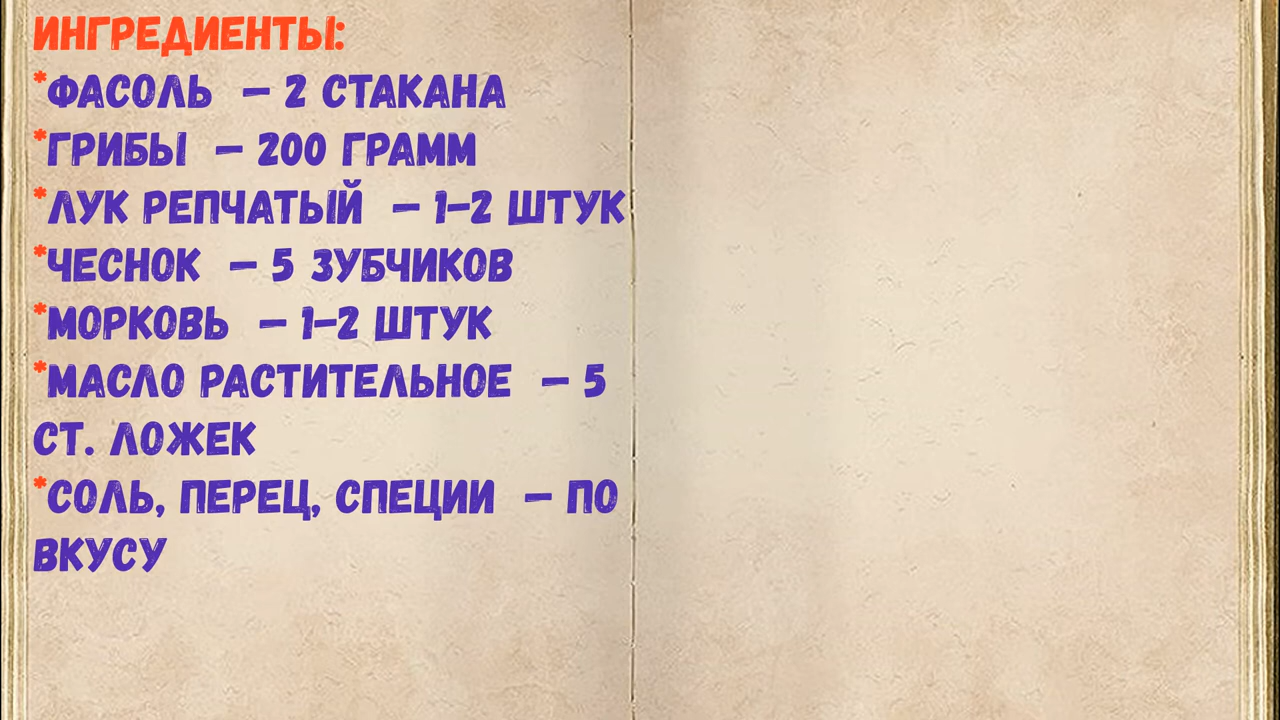 ИНГРЕДИЕНТЫ:
*ФАСОЛЬ – 2 СТАКАНА
*ГРИБЫ – 200 ГРАММ
*ЛУК РЕПЧАТЫЙ – 1-2 ШТУК
*ЧЕСНОК – 5 ЗУБЧИКОВ
*МОРКОВЬ – 1-2 ШТУК
*МАСЛО РАСТИТЕЛЬНОЕ – 5
СТ. ЛОЖЕК
*СОЛЬ, ПЕРЕЦ, СПЕЦИИ – ПО
ВКУСУ